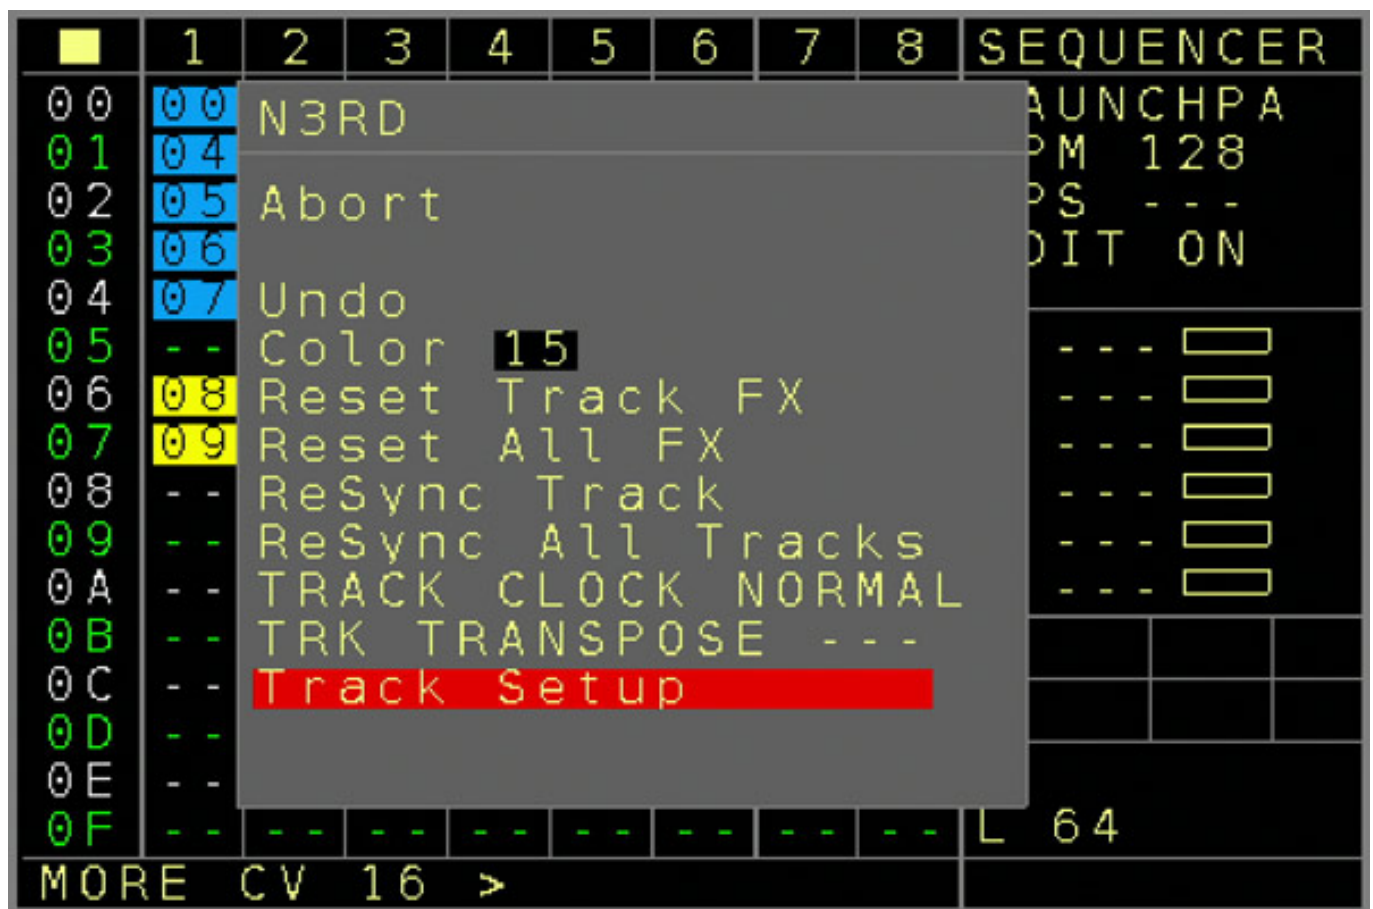 1 2 3 4 5 6 7 8 SEQUENCER
00 00
01 04
02 05
03 06
04 07
05 - -
06 08
07 09
08 - -
09 - -
0A - -
0B - -
0C - -
0D - -
0E - -
0F - - - - - - - - - - - - - - - -
N3RD
Abort
Undo
Color 15
Reset Track FX
Reset All FX
ReSync Track
ReSync All Tracks
TRACK CLOCK NORMAL
TRK TRANSPOSE ---
Track Setup
AUNCHPA
PM 128
PS ---
DIT ON
---
---
---
---
---
---
L 64
MORE CV 16 >